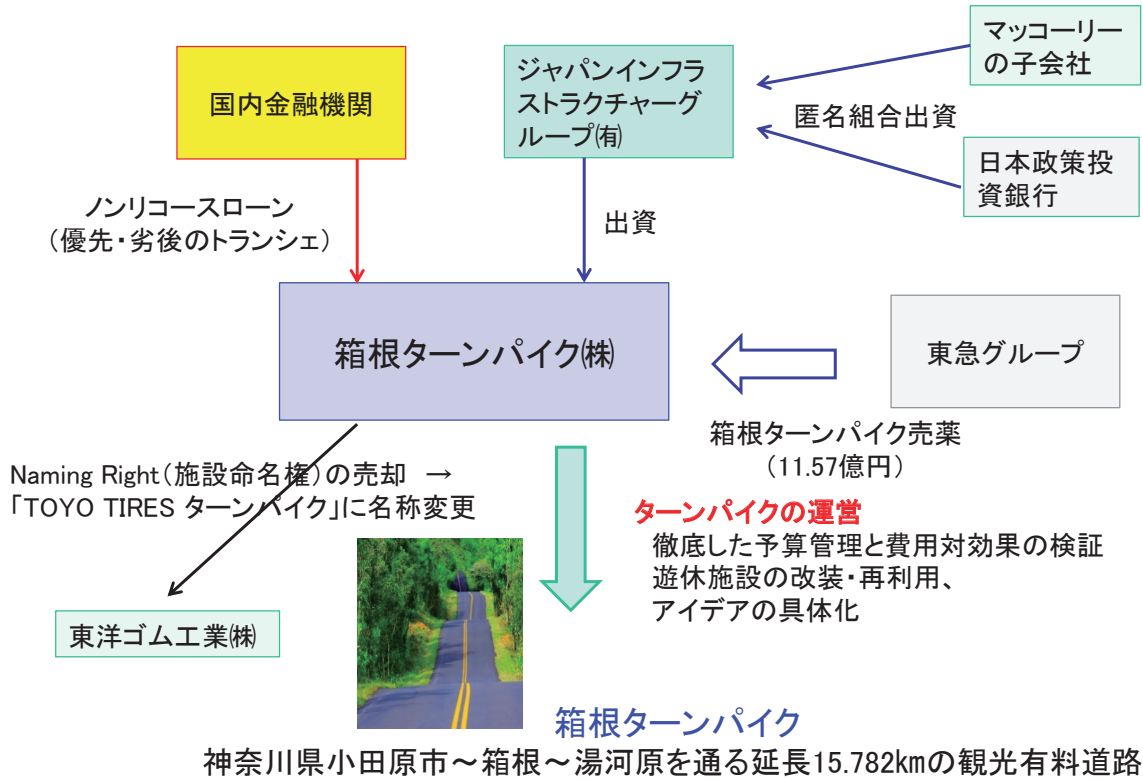 マッコーリー
の子会社
国内金融機関
ジャパンインフラ
ストラクチャーグ
ループ㈲
匿名組合出資
日本政策投
資銀行
ノンリコースローン
（優先・劣後のトランシェ）
出資
箱根ターンパイク㈱
東急グループ
箱根ターンパイク売薬
（11.57億円）
Naming Right（施設命名権）の売却 →
「TOYO TIRES ターンパイク」に名称変更
ターンパイクの運営
徹底した予算管理と費用対効果の検証
遊休施設の改装・再利用、
アイデアの具体化
東洋ゴム工業㈱
箱根ターンパイク
神奈川県小田原市～箱根～湯河原を通る延長15.782kmの観光有料道路